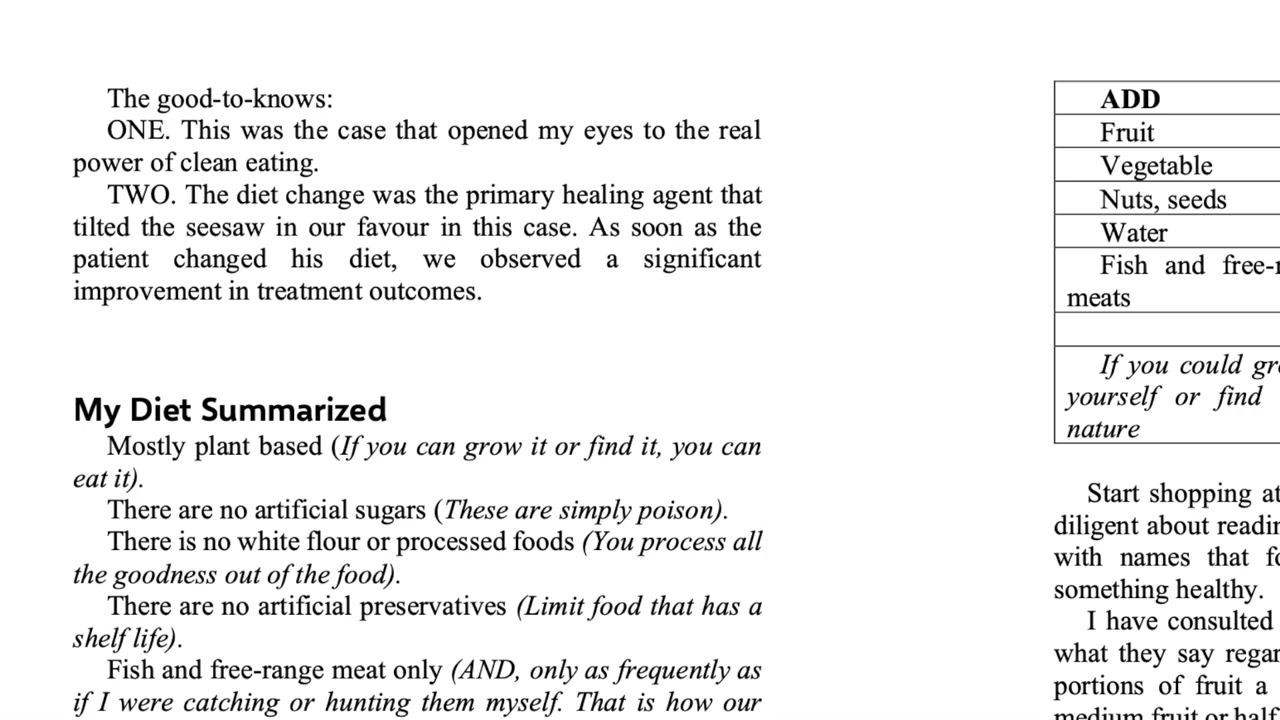 The good-to-knows:
ONE. This was the case that opened my eyes to the real
power of clean eating.
TWO. The diet change was the primary healing agent that
tilted the seesaw in our favour in this case. As soon as the
patient changed his diet, we observed a significant
improvement in treatment outcomes.
My Diet Summarized
Mostly plant based (If you can grow it or find it, you can
eat it).
There are no artificial sugars (These are simply poison).
There is no white flour or processed foods (You process all
the goodness out of the food).
There are no artificial preservatives (Limit food that has a
shelf life).
Fish and free-range meat only (AND, only as frequently as
if I were catching or hunting them myself. That is how our
ADD
Fruit
Vegetable
Nuts, seeds
Water
Fish and free-
meats
If you could
yourself or find
nature
Start shopping at
diligent about
with names that
something healthy.
I have consulted
what they say
portions of fruit a
medium fruit or half